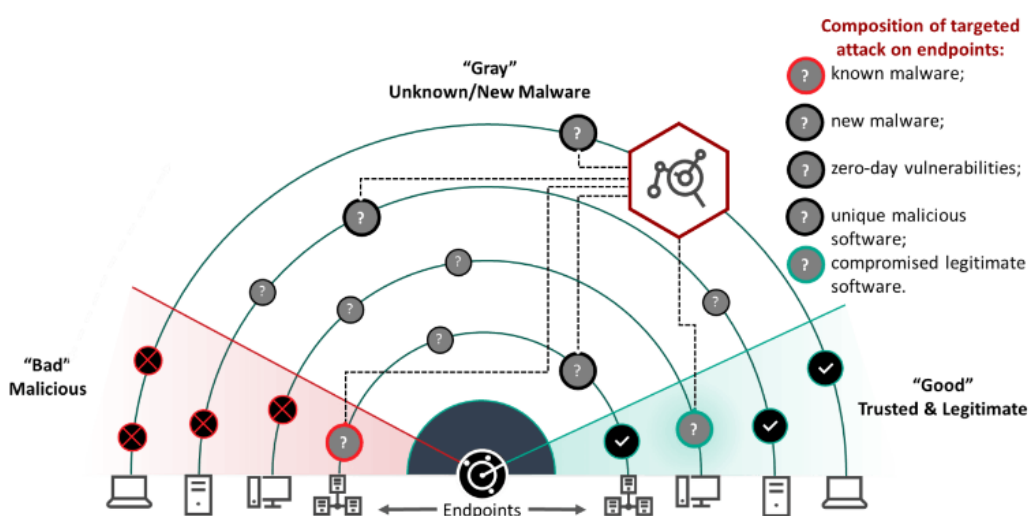 Composition of targeted
attack on endpoints:
? known malware;
? new malware;
? zero-day vulnerabilities;
? unique malicious
software;
? compromised legitimate
software.
“Gray”
Unknown/New Malware
?
?
?
?
?
?
?
?
?
?
“Bad”
Malicious
“Good”
Trusted & Legitimate
Endpoints